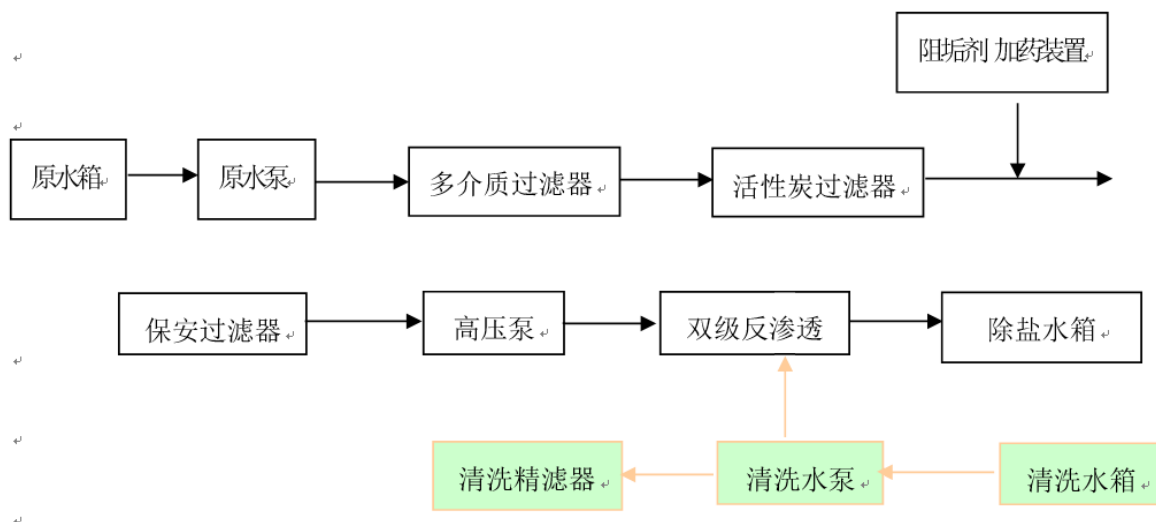 阻垢剂 加药装置
原水箱
原水泵
多介质过滤器
活性炭过滤器
保安过滤器
高压泵
双级反渗透
除盐水箱
清洗精滤器
清洗水泵
清洗水箱